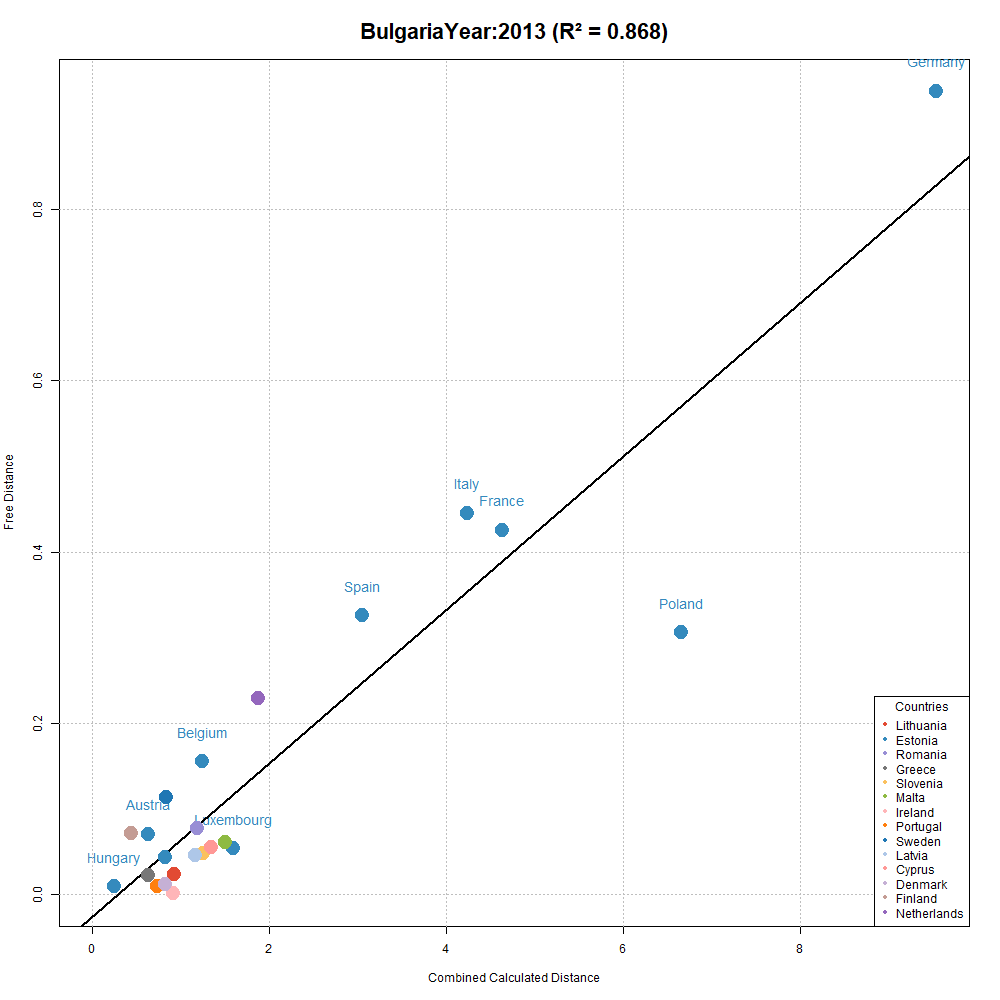 BulgariaYear:2013 (R² = 0.868)
Germany
Italy
France
Spain
Poland
Belgium
Austria
Luxembourg
Hungary
Free Distance
0.0
0.2
0.4
0.6
0.8
0
2
4
6
8
Combined Calculated Distance
Countries
Lithuania
Estonia
Romania
Greece
Slovenia
Malta
Ireland
Portugal
Sweden
Latvia
Cyprus
Denmark
Finland
Netherlands